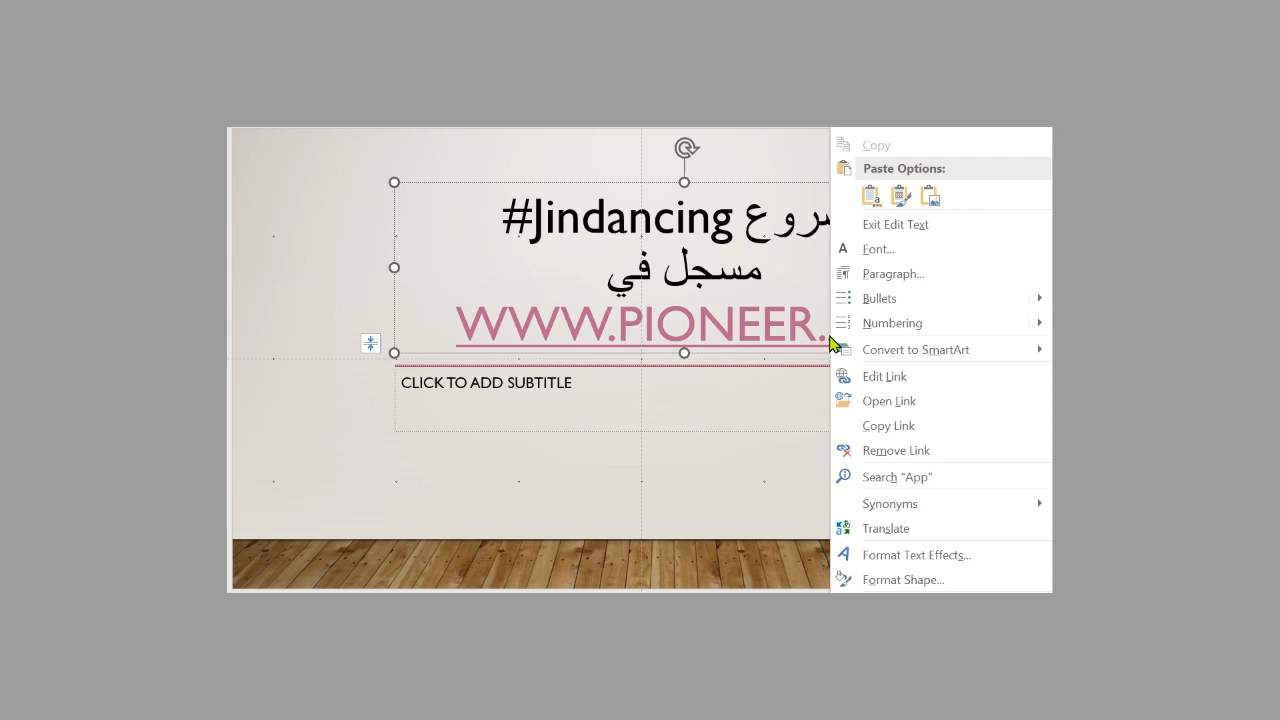 #Jindancing
مسجل في
WWW.PIONEER.
CLICK TO ADD SUBTITLE
Copy
Paste Options:
Exit Edit Text
Font...
Paragraph...
Bullets
Numbering
Convert to SmartArt
Edit Link
Open Link
Copy Link
Remove Link
Search "App"
Synonyms
Translate
Format Text Effects...
Format Shape...